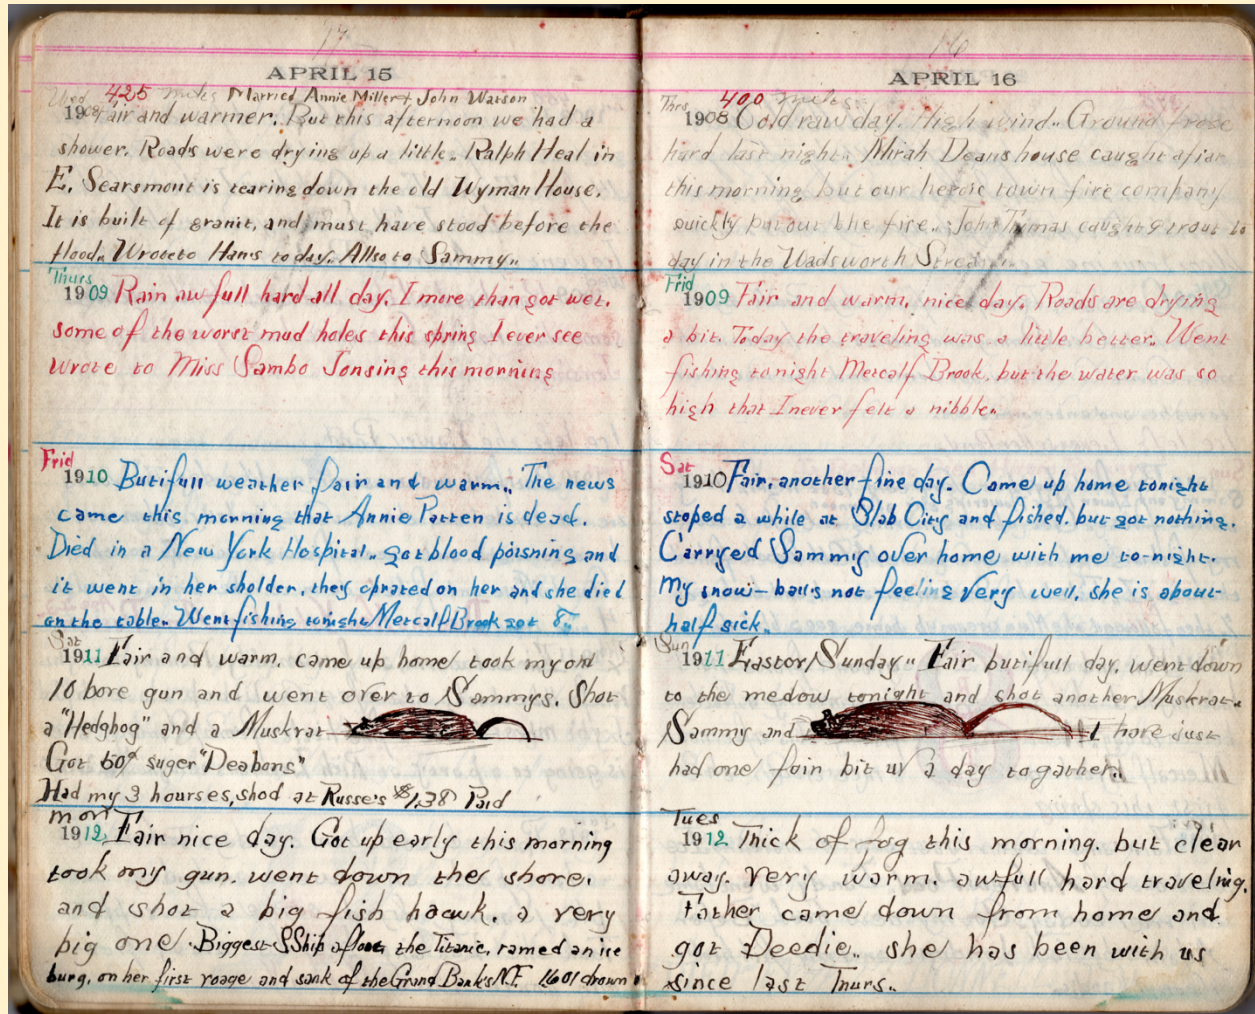 APRIL 15
Wed 425 miles Married Annie Miller & John Watson
1908 Fair and warmer. But this afternoon we had a
shower. Roads were drying up a little. Ralph Heal in
E. Searsmont is tearing down the old Wyman House.
It is built of granit, and must have stood before the
flood. Wrote to Hans today. Allso to Sammy.
Thurs
1909 Rain awfull hard all day. I more than got wet.
some of the worst mud holes this spring I ever see
wrote to Miss Sambo Jonsing this morning
Frid
1910 Butifull weather fair and warm. The news
came this morning that Annie Patten is dead.
Died in a New York Hospital. got blood poisning and
it went in her sholder, they oprated on her and she died
on the table. Went fishing tonight Metcalf Brook got 8.
Sat
1911 Fair and warm. came up home took my old
10 bore gun and went over to Sammys. Shot
a "Hedghog" and a Muskrat
Got 60¢ suger "Deabons"
Had my 3 hourses, shod at Russe's $1.38 Paid
mon
1912 Fair nice day. Got up early this morning
took my gun. went down the shore.
and shot a big fish hawk. a very
big one. Biggest SShip afloat the Titanic, ramed an ice
burg, on her first voage and sank of the Grand Banks N.F. 1601 drown
16
APRIL 16
Thes 400 miles
1908 Cold raw day. High wind. Ground froze
hard last night. Mirah Deans house caught afiar
this morning but our heroic town fire company
quickly put out the fire. John Thmas caught 9 trout to
day in the Wadsworth Stream
Frid
1909 Fair and warm, nice day. Roads are drying
a bit. Today the traveling was a little better. Went
fishing tonight Metcalf Brook, but the water was so
high that I never felt a nibble.
Sat
1910 Fair, another fine day. Came up home tonight
stoped a while at Slab City and fished. but got nothing.
Carryed Sammy over home with me to-night.
My snow-ball's not feeling very well, she is about
half sick.
Sun
1911 Eastor Sunday" Fair butifull day. went down
to the medow tonight and shot another Muskrat.
Sammy and I have just
had one foin bit uv a day togather.
Tues
1912 Thick of fog this morning. but clear
away. very warm. awfull hard traveling.
Father came down from home and
got Deedie. she has been with us
since last Thurs.